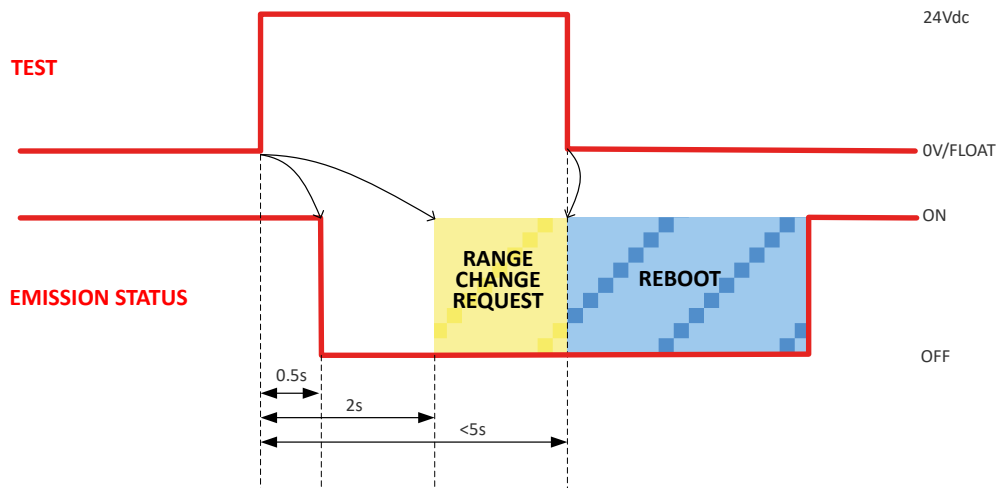 24Vdc
TEST
0V/FLOAT
ON
RANGE
CHANGE
REQUEST
REBOOT
EMISSION STATUS
OFF
0.5s
2s
<5s